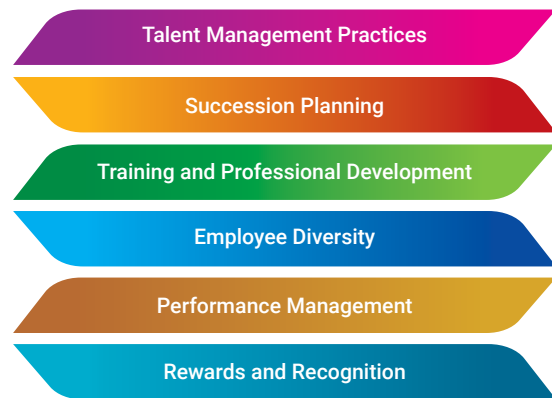 Talent Management Practices
Succession Planning
Training and Professional Development
Employee Diversity
Performance Management
Rewards and Recognition